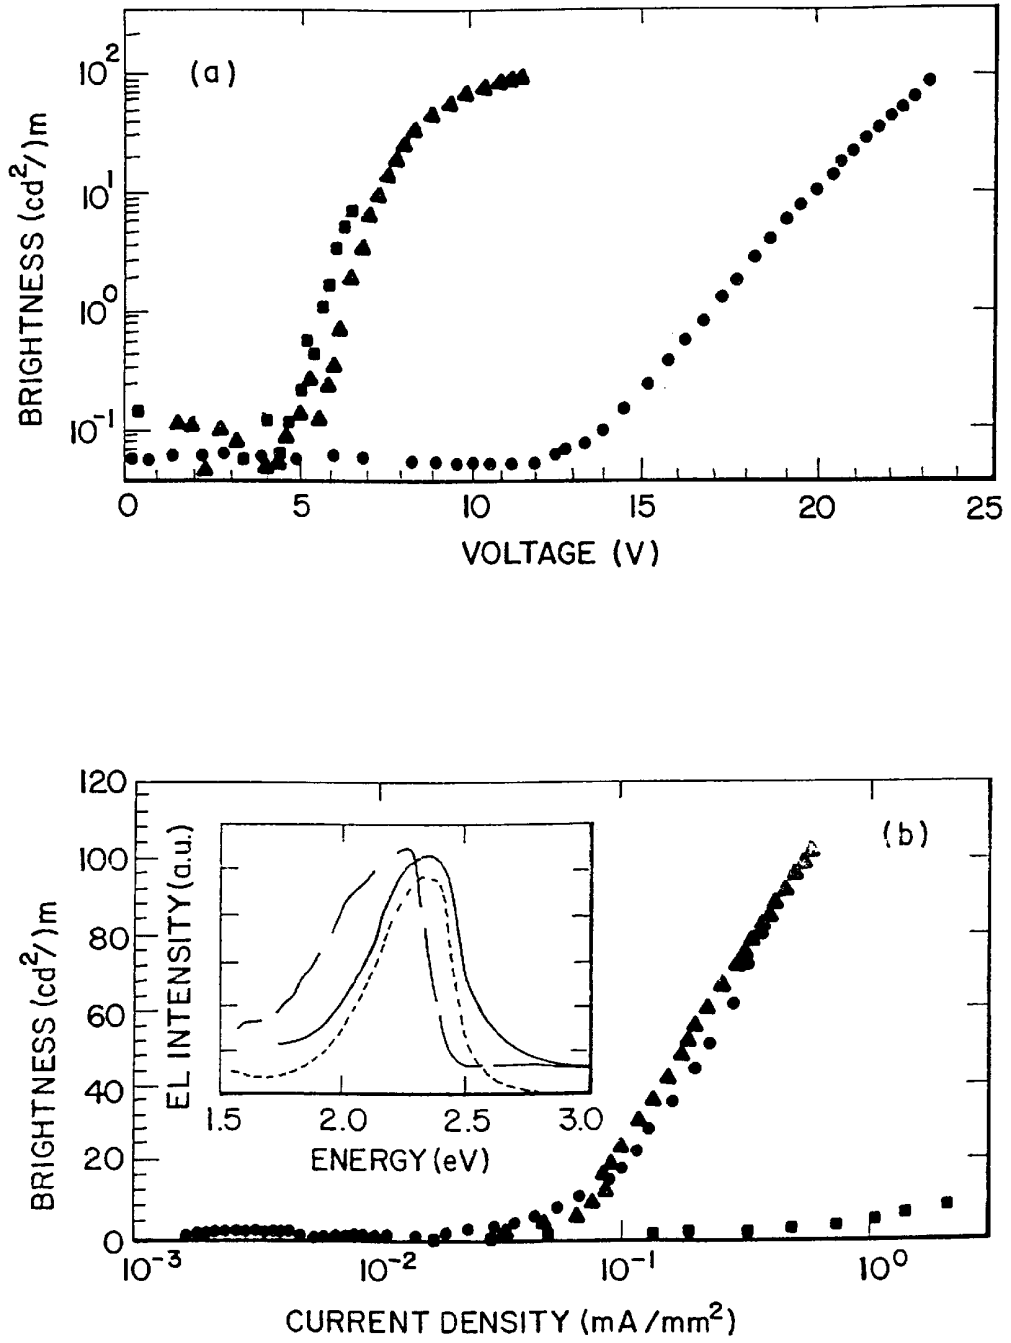 (a)
10²
10¹
10⁰
10⁻¹
BRIGHTNESS (cd²/)m
0 5 10 15 20 25
VOLTAGE (V)
(b)
120
100
80
60
40
20
0
BRIGHTNESS (cd²/)m
EL INTENSITY (a.u.)
1.5 2.0 2.5 3.0
ENERGY (eV)
10⁻³ 10⁻² 10⁻¹ 10⁰
CURRENT DENSITY (mA/mm²)